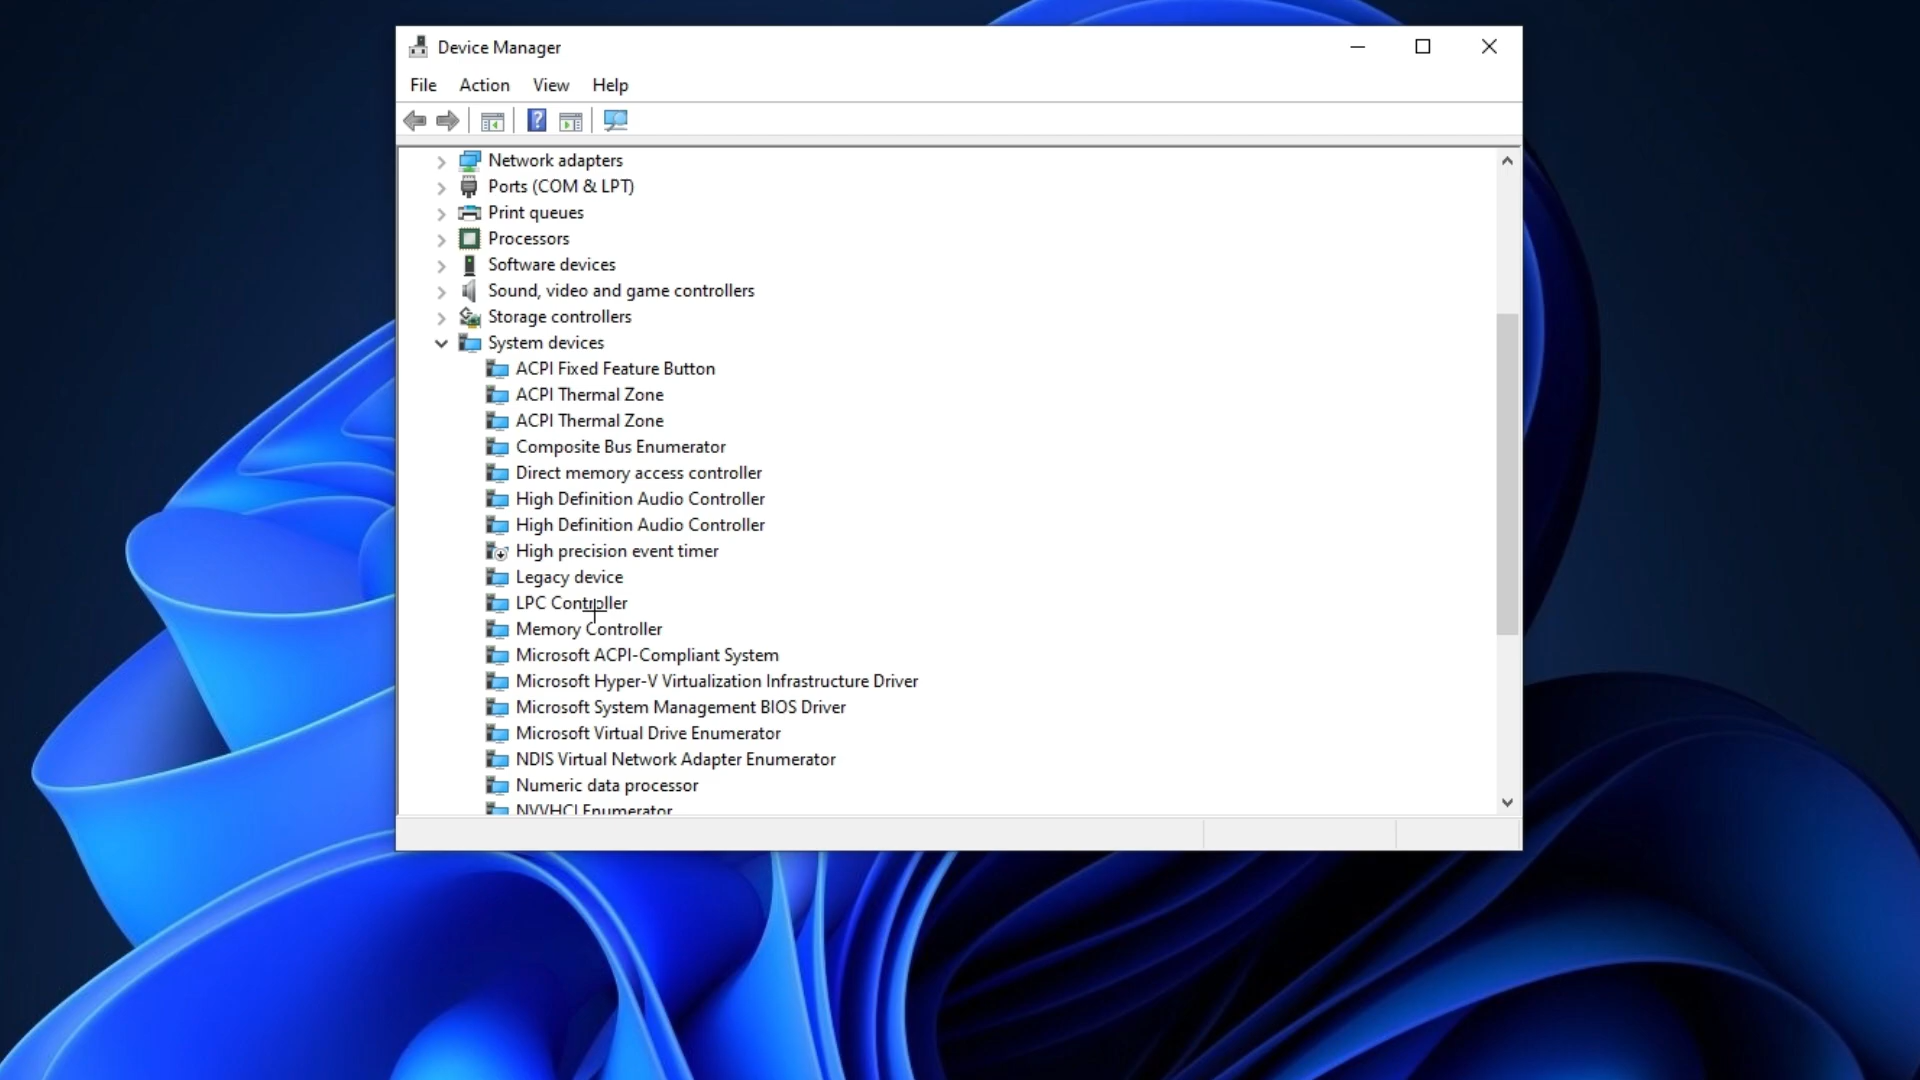 Device Manager
File Action View Help
Network adapters
Ports (COM & LPT)
Print queues
Processors
Software devices
Sound, video and game controllers
Storage controllers
System devices
ACPI Fixed Feature Button
ACPI Thermal Zone
ACPI Thermal Zone
Composite Bus Enumerator
Direct memory access controller
High Definition Audio Controller
High Definition Audio Controller
High precision event timer
Legacy device
LPC Controller
Memory Controller
Microsoft ACPI-Compliant System
Microsoft Hyper-V Virtualization Infrastructure Driver
Microsoft System Management BIOS Driver
Microsoft Virtual Drive Enumerator
NDIS Virtual Network Adapter Enumerator
Numeric data processor
NVVHCI Enumerator